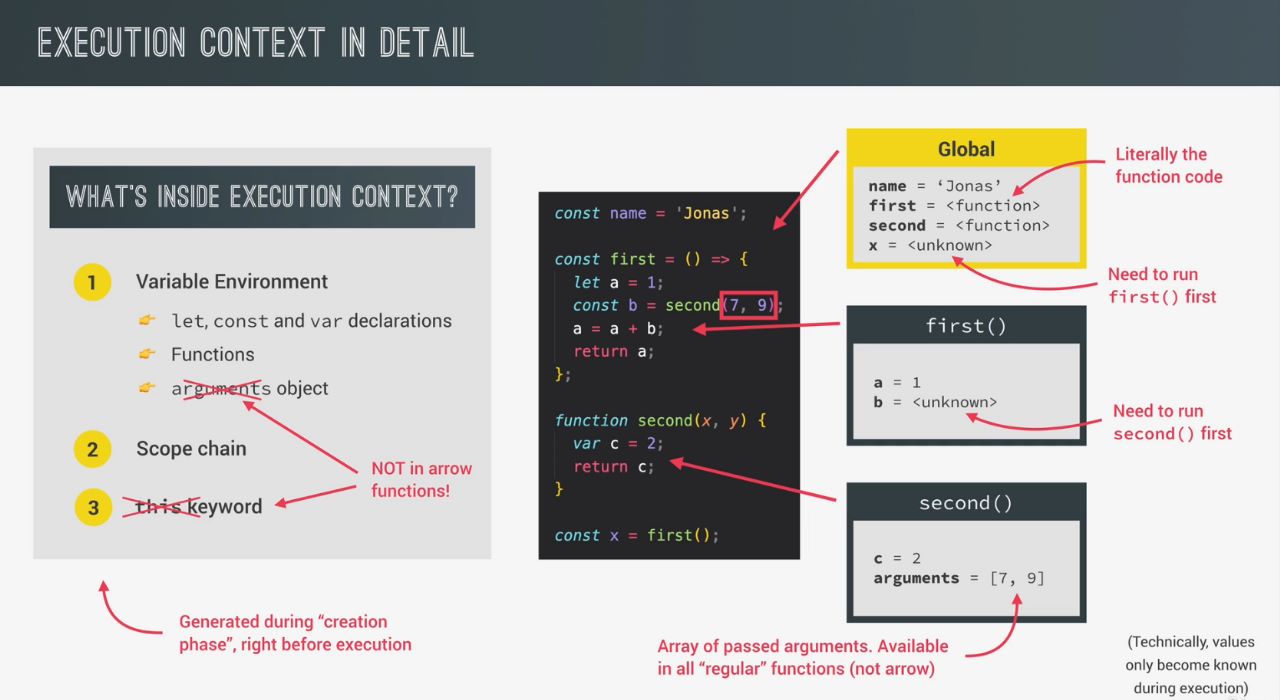 EXECUTION CONTEXT IN DETAIL
WHAT'S INSIDE EXECUTION CONTEXT?
1 Variable Environment
👉 let, const and var declarations
👉 Functions
👉 arguments object
2 Scope chain
3 this keyword
NOT in arrow
functions!
Generated during “creation
phase”, right before execution
const name = 'Jonas';
const first = () => {
let a = 1;
const b = second(7, 9);
a = a + b;
return a;
};
function second(x, y) {
var c = 2;
return c;
}
const x = first();
Global
name = ‘Jonas’
first = <function>
second = <function>
x = <unknown>
Literally the
function code
Need to run
first() first
first()
a = 1
b = <unknown>
Need to run
second() first
second()
c = 2
arguments = [7, 9]
Array of passed arguments. Available
in all “regular” functions (not arrow)
(Technically, values
only become known
during execution)